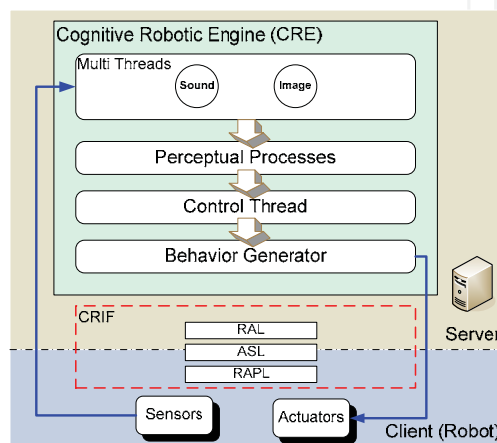 Cognitive Robotic Engine (CRE)
Multi Threads
Sound
Image
Perceptual Processes
Control Thread
Behavior Generator
CRIF
RAL
Server
ASL
RAPL
Sensors
Actuators
Client (Robot)